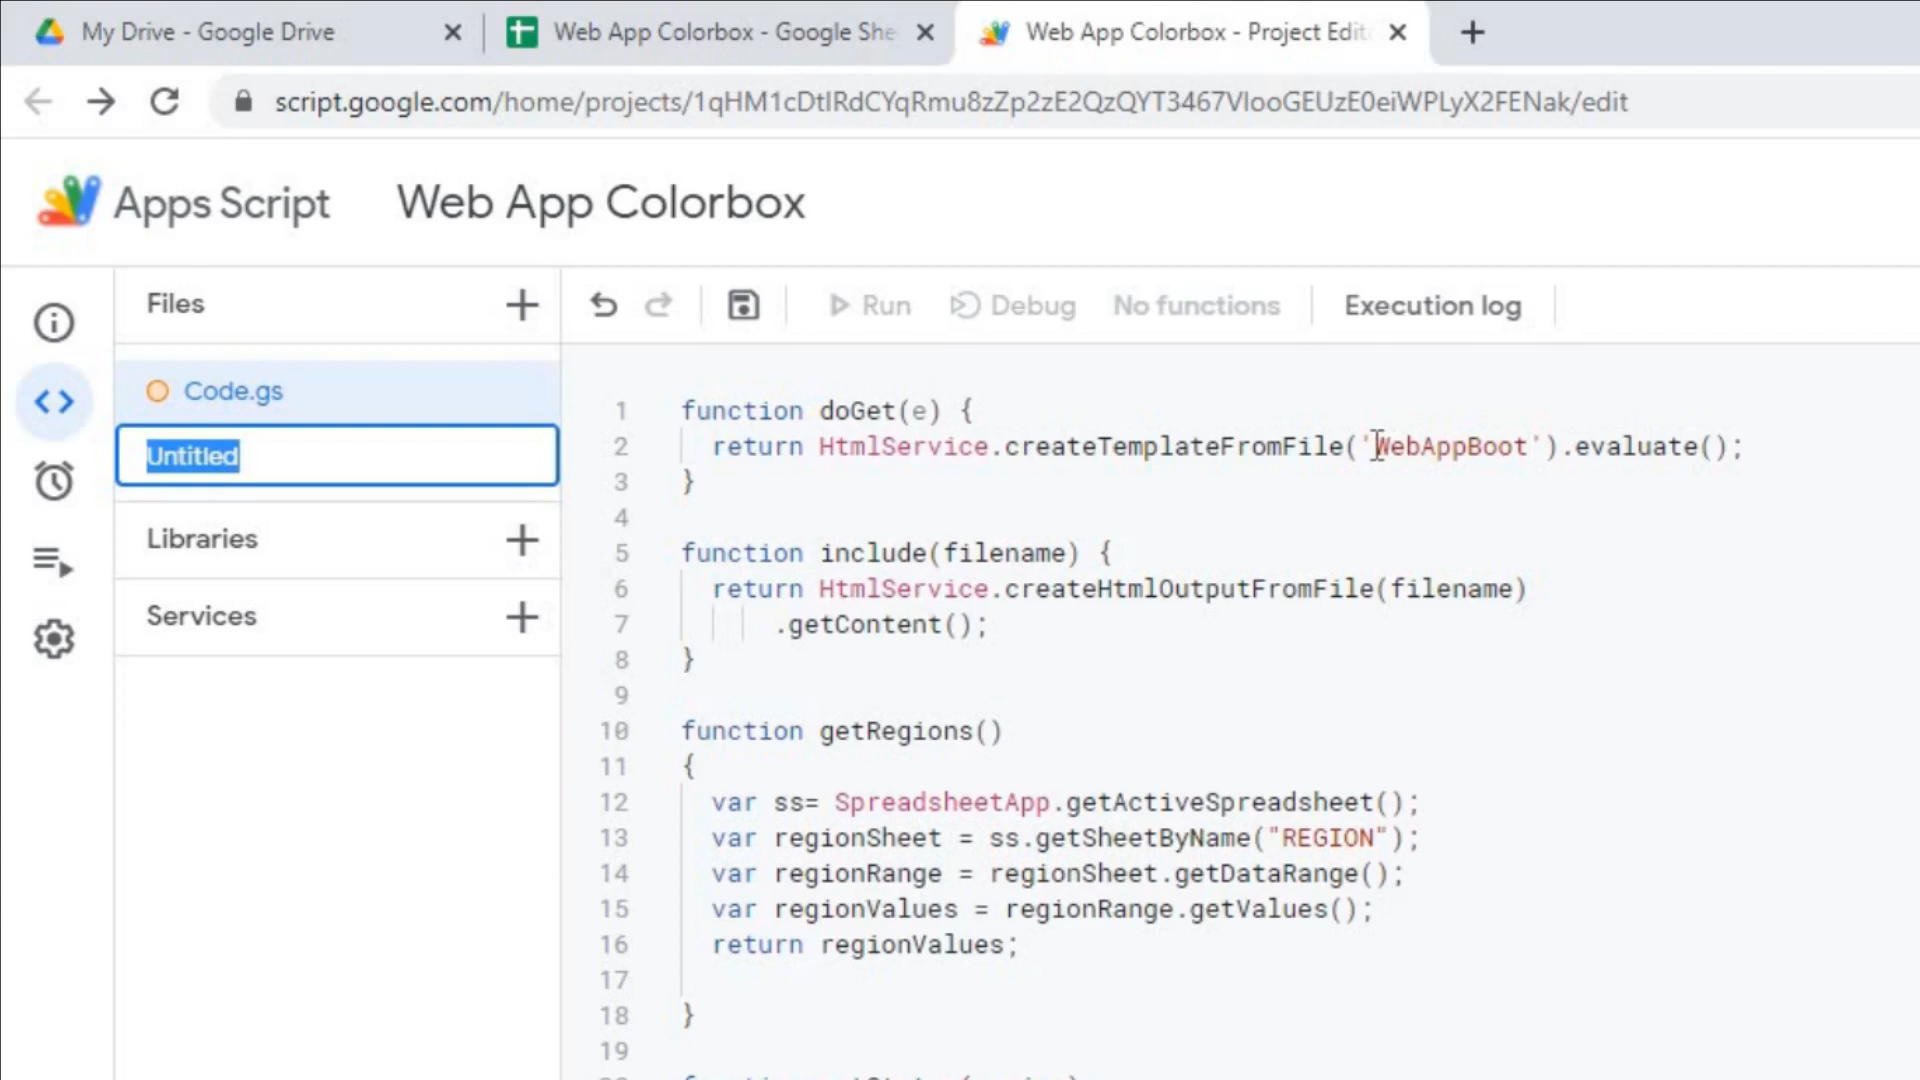 My Drive - Google Drive
Web App Colorbox - Google She
Web App Colorbox - Project Edit
script.google.com/home/projects/1qHM1cDtIRdCYqRmu8zZp2zE2QzQYT3467VIooGEUzE0eiWPLyX2FENak/edit
Apps Script
Web App Colorbox
Files
Run
Debug
No functions
Execution log
Code.gs
Untitled
Libraries
Services
1 function doGet(e) {
2 return HtmlService.createTemplateFromFile('WebAppBoot').evaluate();
3 }
4
5 function include(filename) {
6 return HtmlService.createHtmlOutputFromFile(filename)
7 .getContent();
8 }
9
10 function getRegions()
11 {
12 var ss= SpreadsheetApp.getActiveSpreadsheet();
13 var regionSheet = ss.getSheetByName("REGION");
14 var regionRange = regionSheet.getDataRange();
15 var regionValues = regionRange.getValues();
16 return regionValues;
17
18 }
19